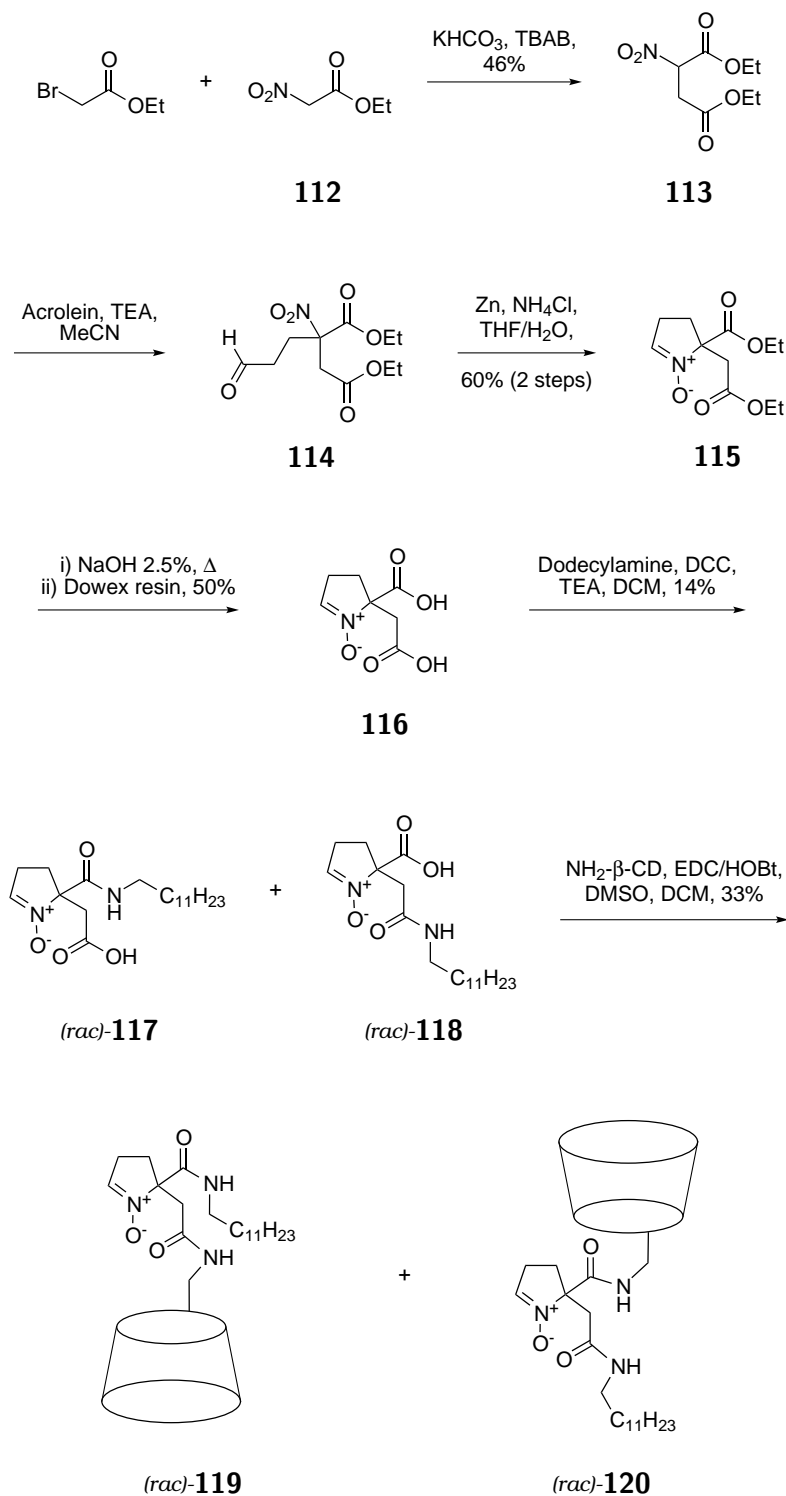 Br
O
OEt
+
O₂N
O
OEt
KHCO₃, TBAB,
46%
O₂N
O
OEt
OEt
O
112
113
Acrolein, TEA,
MeCN
H
O
NO₂
O
OEt
OEt
O
Zn, NH₄Cl,
THF/H₂O,
60% (2 steps)
N⁺
O⁻
O
OEt
O
OEt
114
115
i) NaOH 2.5%, Δ
ii) Dowex resin, 50%
N⁺
O⁻
O
OH
O
OH
Dodecylamine, DCC,
TEA, DCM, 14%
116
N⁺
O⁻
O
N
H
C₁₁H₂₃
O
OH
+
N⁺
O⁻
O
OH
O
NH
C₁₁H₂₃
NH₂-β-CD, EDC/HOBt,
DMSO, DCM, 33%
(rac)-117
(rac)-118
N⁺
O⁻
O
NH
C₁₁H₂₃
O
NH
+
N⁺
O⁻
O
N
H
O
NH
C₁₁H₂₃
(rac)-119
(rac)-120